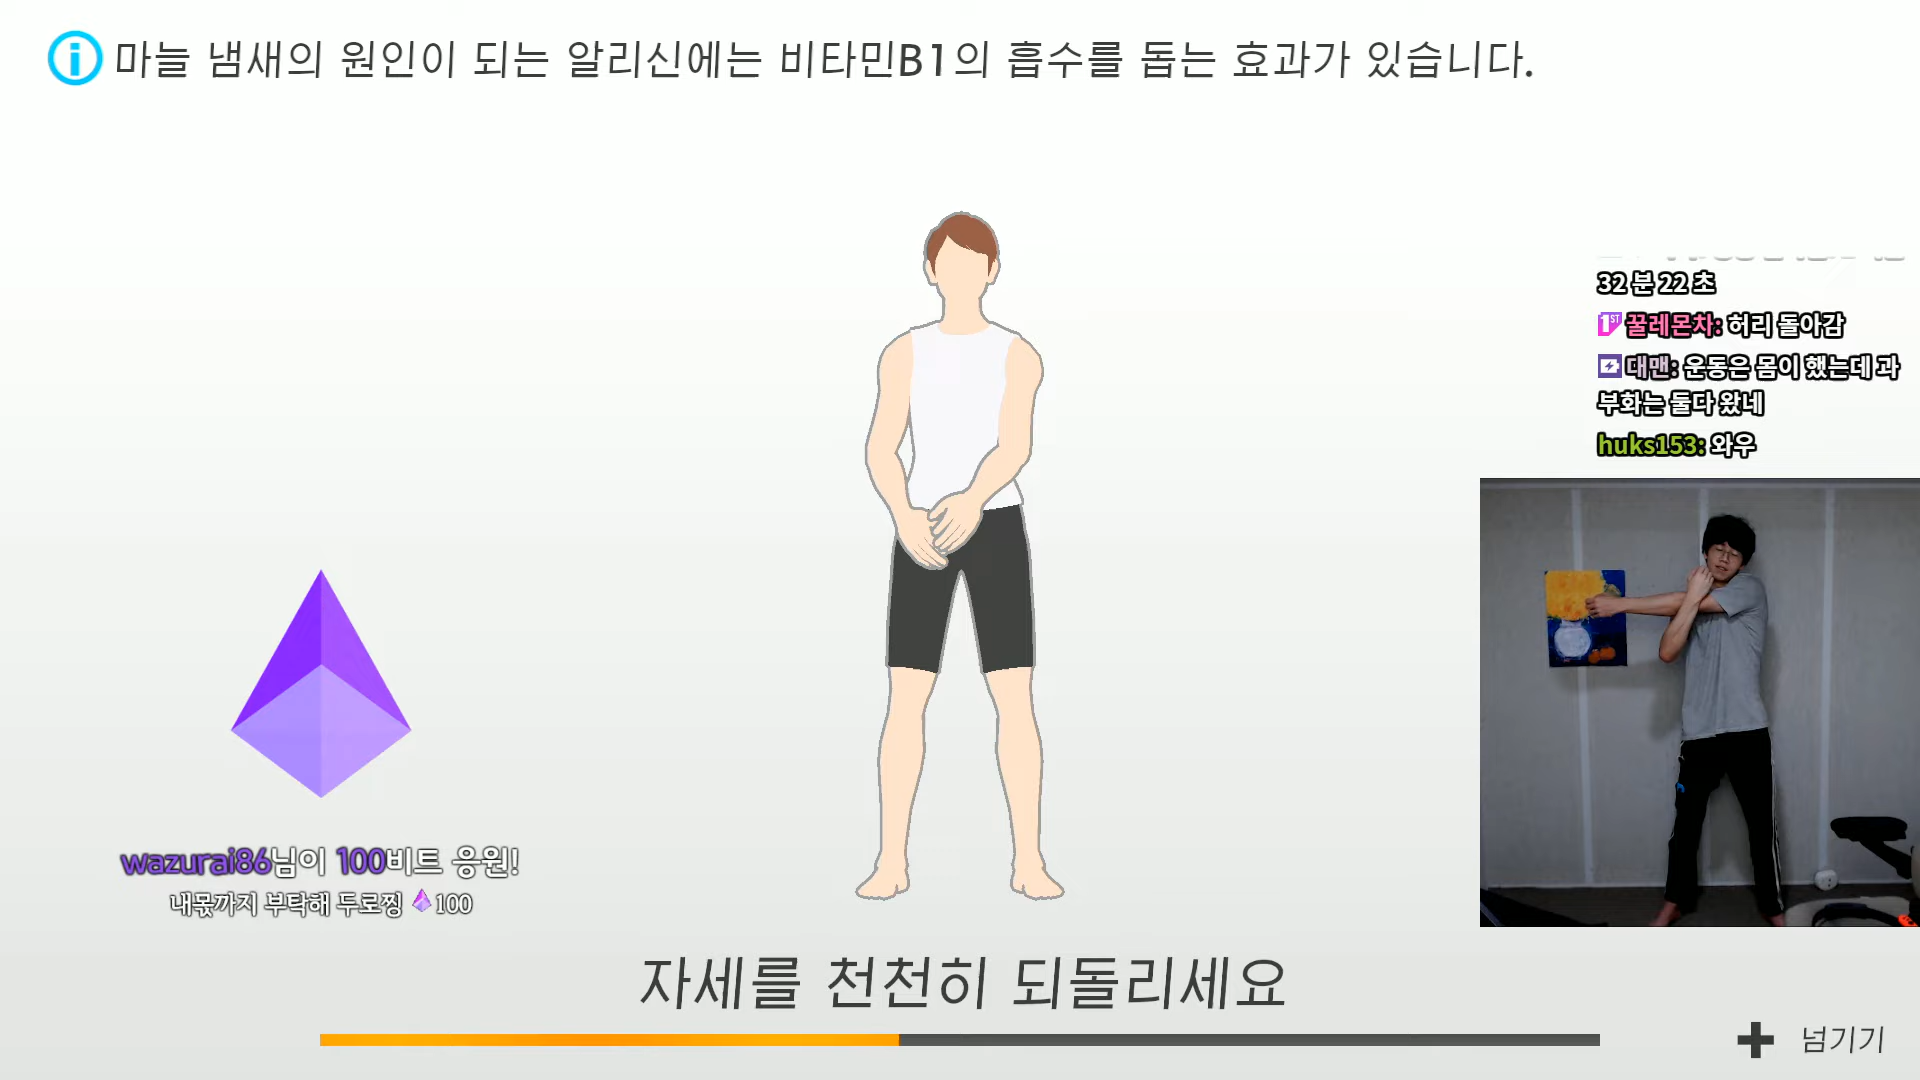 마늘 냄새의 원인이 되는 알리신에는 비타민B1의 흡수를 돕는 효과가 있습니다.
32 분 22 초
1ST 꿀레몬차: 허리 돌아감
대맨: 운동은 몸이 했는데 과
부화는 둘다 왔네
huks153: 와우
wazurai86님이 100비트 응원!
내몫까지 부탁해 두로찡 100
자세를 천천히 되돌리세요
넘기기